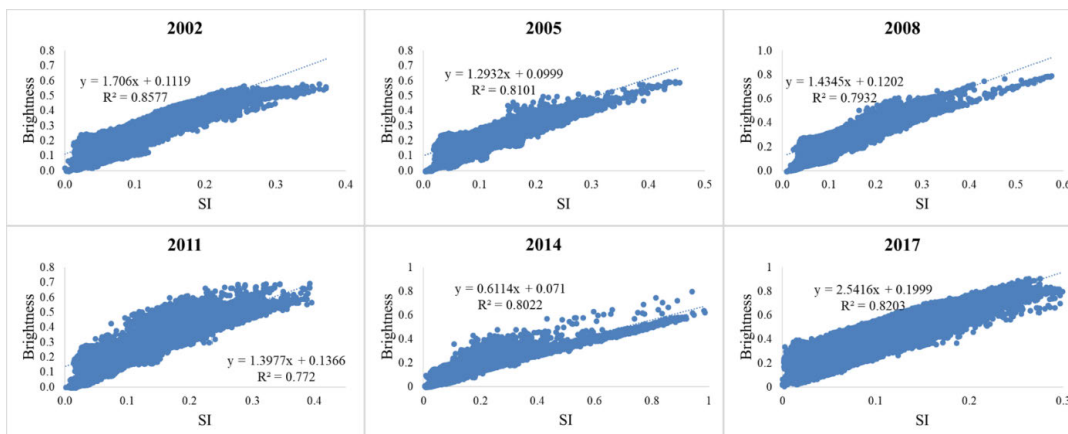 2002
0.8
0.7
0.6
0.5
0.4
0.3
0.2
0.1
0.0
Brightness
y = 1.706x + 0.1119
R² = 0.8577
0.0 0.1 0.2 0.3 0.4
SI
2005
0.8
0.7
0.6
0.5
0.4
0.3
0.2
0.1
0.0
Brightness
y = 1.2932x + 0.0999
R² = 0.8101
0.0 0.1 0.2 0.3 0.4 0.5
SI
2008
1.0
0.8
0.6
0.4
0.2
0.0
Brightness
y = 1.4345x + 0.1202
R² = 0.7932
0.0 0.1 0.2 0.3 0.4 0.5 0.6
SI
2011
0.8
0.7
0.6
0.5
0.4
0.3
0.2
0.1
0.0
Brightness
y = 1.3977x + 0.1366
R² = 0.772
0.0 0.1 0.2 0.3 0.4
SI
2014
1
0.8
0.6
0.4
0.2
0
Brightness
y = 0.6114x + 0.071
R² = 0.8022
0 0.2 0.4 0.6 0.8 1
SI
2017
1
0.8
0.6
0.4
0.2
0
Brightness
y = 2.5416x + 0.1999
R² = 0.8203
0 0.1 0.2 0.3
SI